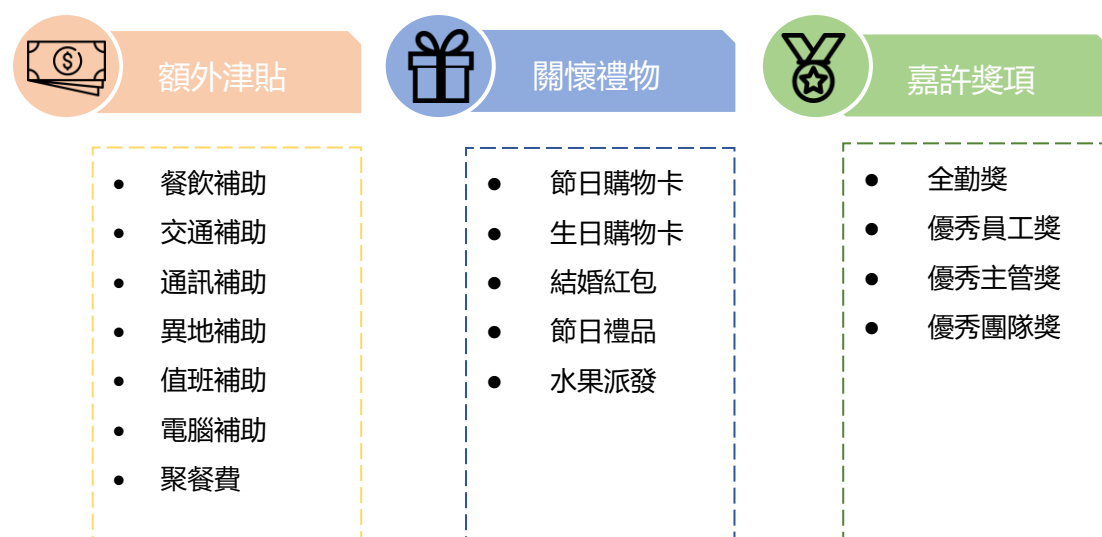 額外津貼
餐飲補助
交通補助
通訊補助
異地補助
值班補助
電腦補助
聚餐費
關懷禮物
節日購物卡
生日購物卡
結婚紅包
節日禮品
水果派發
嘉許獎項
全勤獎
優秀員工獎
優秀主管獎
優秀團隊獎